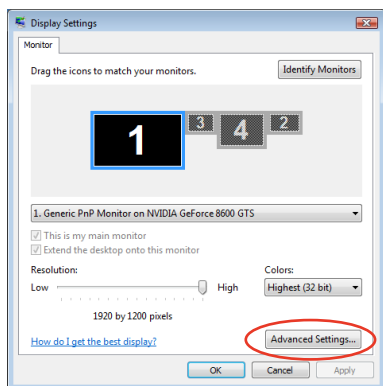 Display Settings
Monitor
Drag the icons to match your monitors.
Identify Monitors
1
3
4
2
1. Generic PnP Monitor on NVIDIA GeForce 8600 GTS
This is my main monitor
Extend the desktop onto this monitor
Resolution:
Colors:
Low
High
Highest (32 bit)
1920 by 1200 pixels
How do I get the best display?
Advanced Settings...
OK
Cancel
Apply